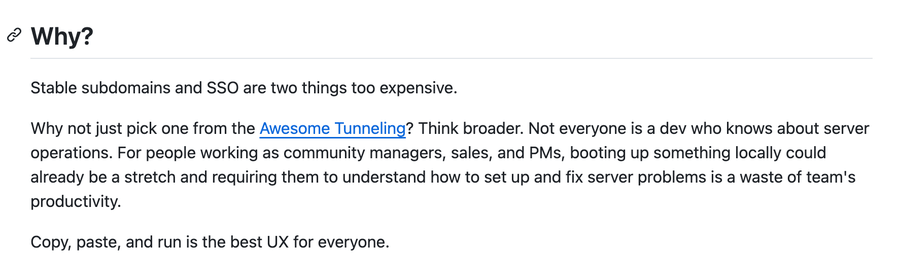 Why?
Stable subdomains and SSO are two things too expensive.
Why not just pick one from the Awesome Tunneling? Think broader. Not everyone is a dev who knows about server
operations. For people working as community managers, sales, and PMs, booting up something locally could
already be a stretch and requiring them to understand how to set up and fix server problems is a waste of team's
productivity.
Copy, paste, and run is the best UX for everyone.